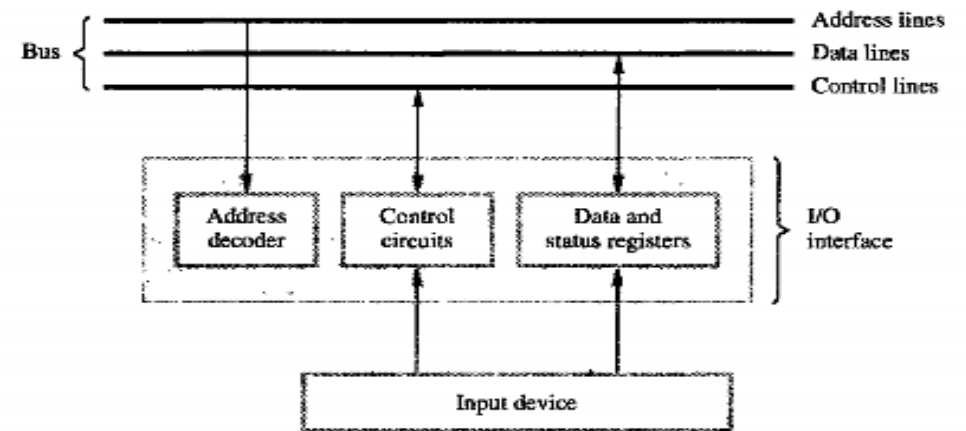 Address lines
Bus
Data lines
Control lines
Address
decoder
Control
circuits
Data and
status registers
I/O
interface
Input device